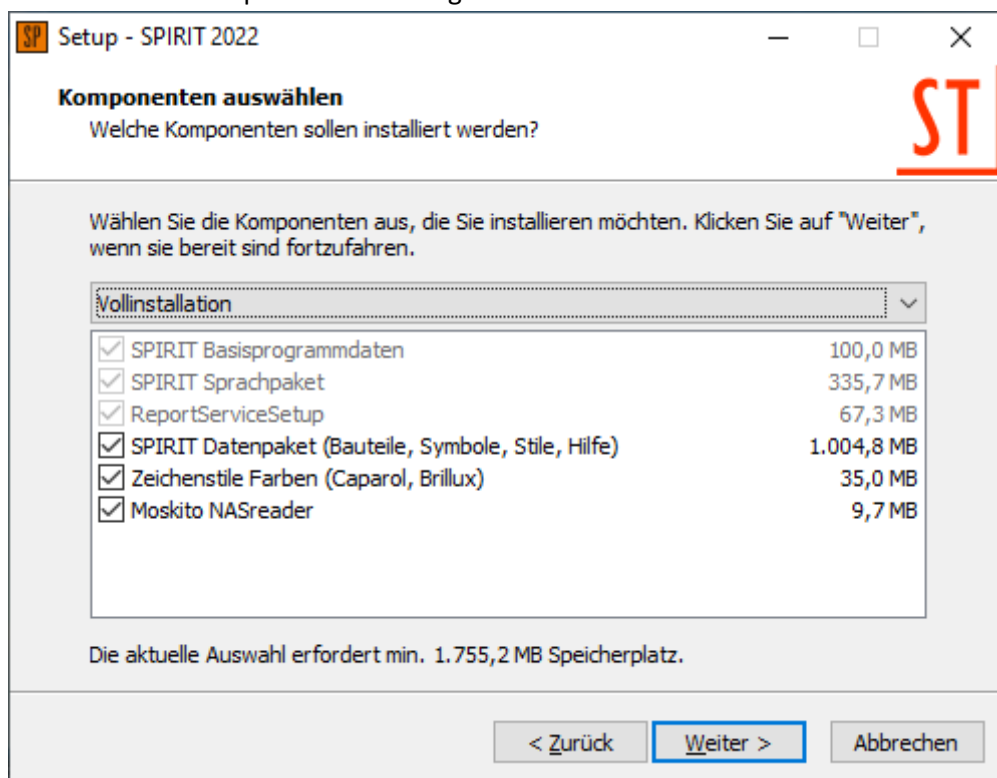 SP Setup - SPIRIT 2022
Komponenten auswählen
Welche Komponenten sollen installiert werden?
ST
Wählen Sie die Komponenten aus, die Sie installieren möchten. Klicken Sie auf "Weiter",
wenn sie bereit sind fortzufahren.
Vollinstallation
SPIRIT Basisprogrammdaten 100,0 MB
SPIRIT Sprachpaket 335,7 MB
ReportServiceSetup 67,3 MB
SPIRIT Datenpaket (Bauteile, Symbole, Stile, Hilfe) 1.004,8 MB
Zeichenstile Farben (Caparol, Brillux) 35,0 MB
Moskito NASreader 9,7 MB
Die aktuelle Auswahl erfordert min. 1.755,2 MB Speicherplatz.
< Zurück Weiter > Abbrechen